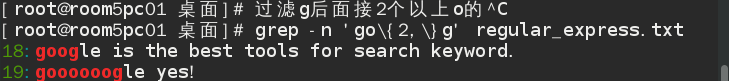 [root@room5pc01 桌面]# 过滤g后面接2个以上o的^C
[root@room5pc01 桌面]# grep -n 'go\{2,\}g' regular_express.txt
18:google is the best tools for search keyword.
19:goooooogle yes!